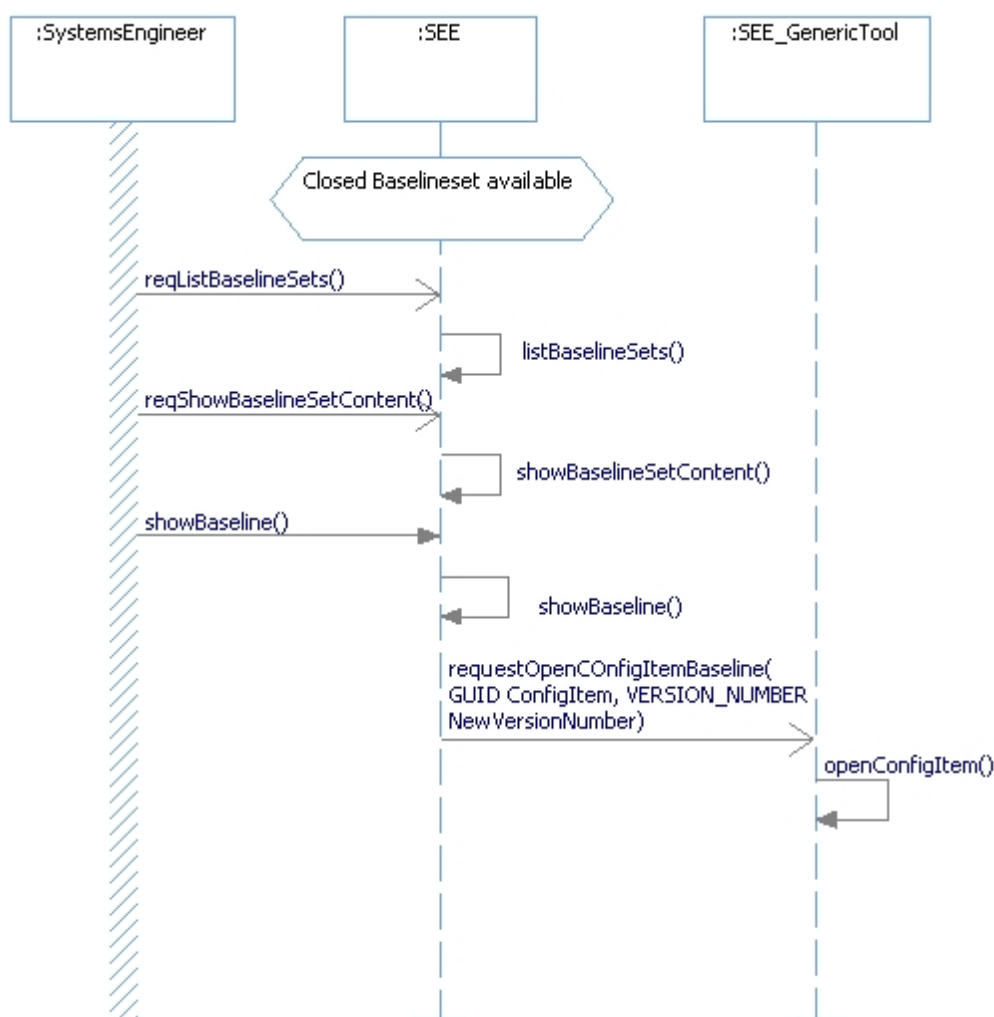 :SystemsEngineer
:SEE
:SEE_GenericTool
Closed Baselineset available
reqListBaselineSets()
listBaselineSets()
reqShowBaselineSetContent()
showBaselineSetContent()
showBaseline()
showBaseline()
requestOpenCOnfigItemBaseline(
GUID ConfigItem, VERSION_NUMBER
NewVersionNumber)
openConfigItem()